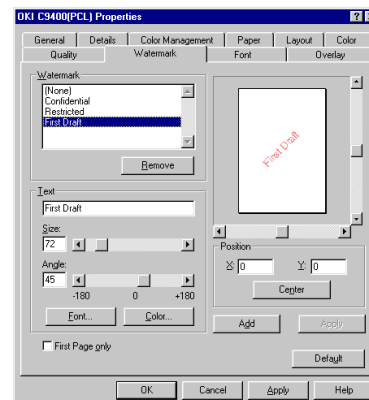 OKI C9400(PCL) Properties
General Details Color Management Paper Layout Color
Quality Watermark Font Overlay
Watermark
(None)
Confidential
Restricted
First Draft
Remove
First Draft
Text
First Draft
Size:
72
Angle:
45
-180 0 +180
Font... Color...
First Page only
Position
X: 0 Y: 0
Center
Add Apply
Default
OK Cancel Apply Help